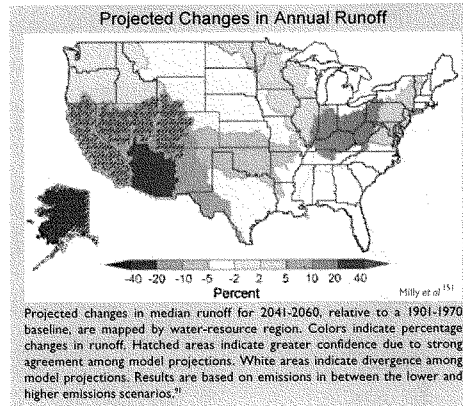 Projected Changes in Annual Runoff
-40 -20 -10 -5 -2 2 5 10 20 40
Percent
Milly et al 151
Projected changes in median runoff for 2041-2060, relative to a 1901-1970
baseline, are mapped by water-resource region. Colors indicate percentage
changes in runoff. Hatched areas indicate greater confidence due to strong
agreement among model projections. White areas indicate divergence among
model projections. Results are based on emissions in between the lower and
higher emissions scenarios.